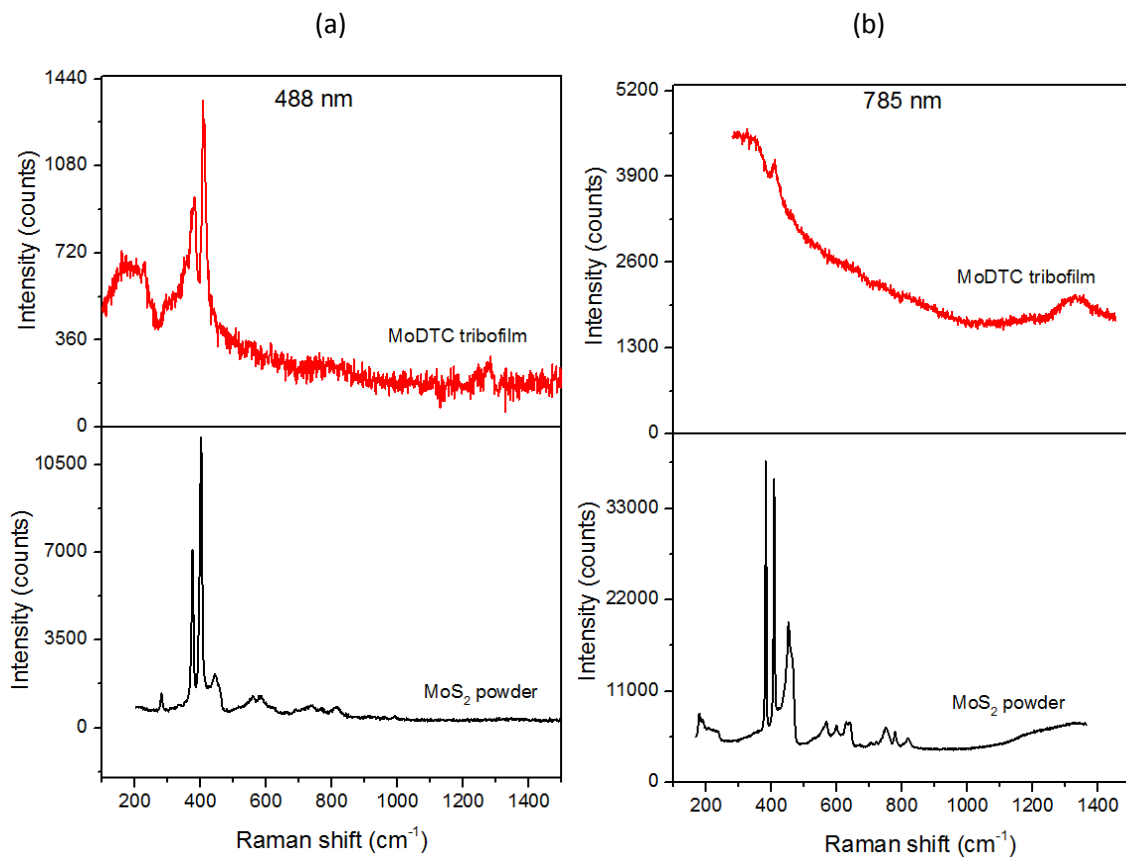 (a)
(b)
488 nm
785 nm
1440
1080
720
360
0
Intensity (counts)
MoDTC tribofilm
5200
3900
2600
1300
0
Intensity (counts)
MoDTC tribofilm
10500
7000
3500
0
Intensity (counts)
MoS₂ powder
33000
22000
11000
0
Intensity (counts)
MoS₂ powder
200 400 600 800 1000 1200 1400
Raman shift (cm⁻¹)
200 400 600 800 1000 1200 1400
Raman shift (cm⁻¹)